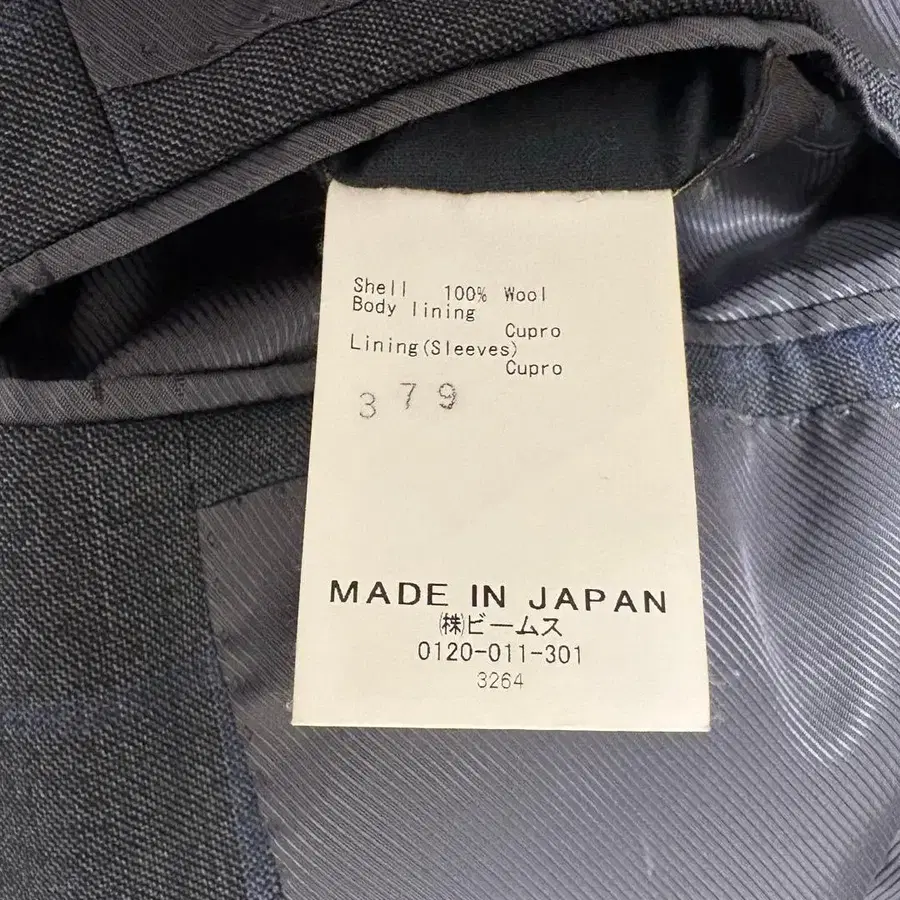 Shell 100% Wool
Body lining
Cupro
Lining(Sleeves)
Cupro
379
MADE IN JAPAN
㈱ビームス
0120-011-301
3264